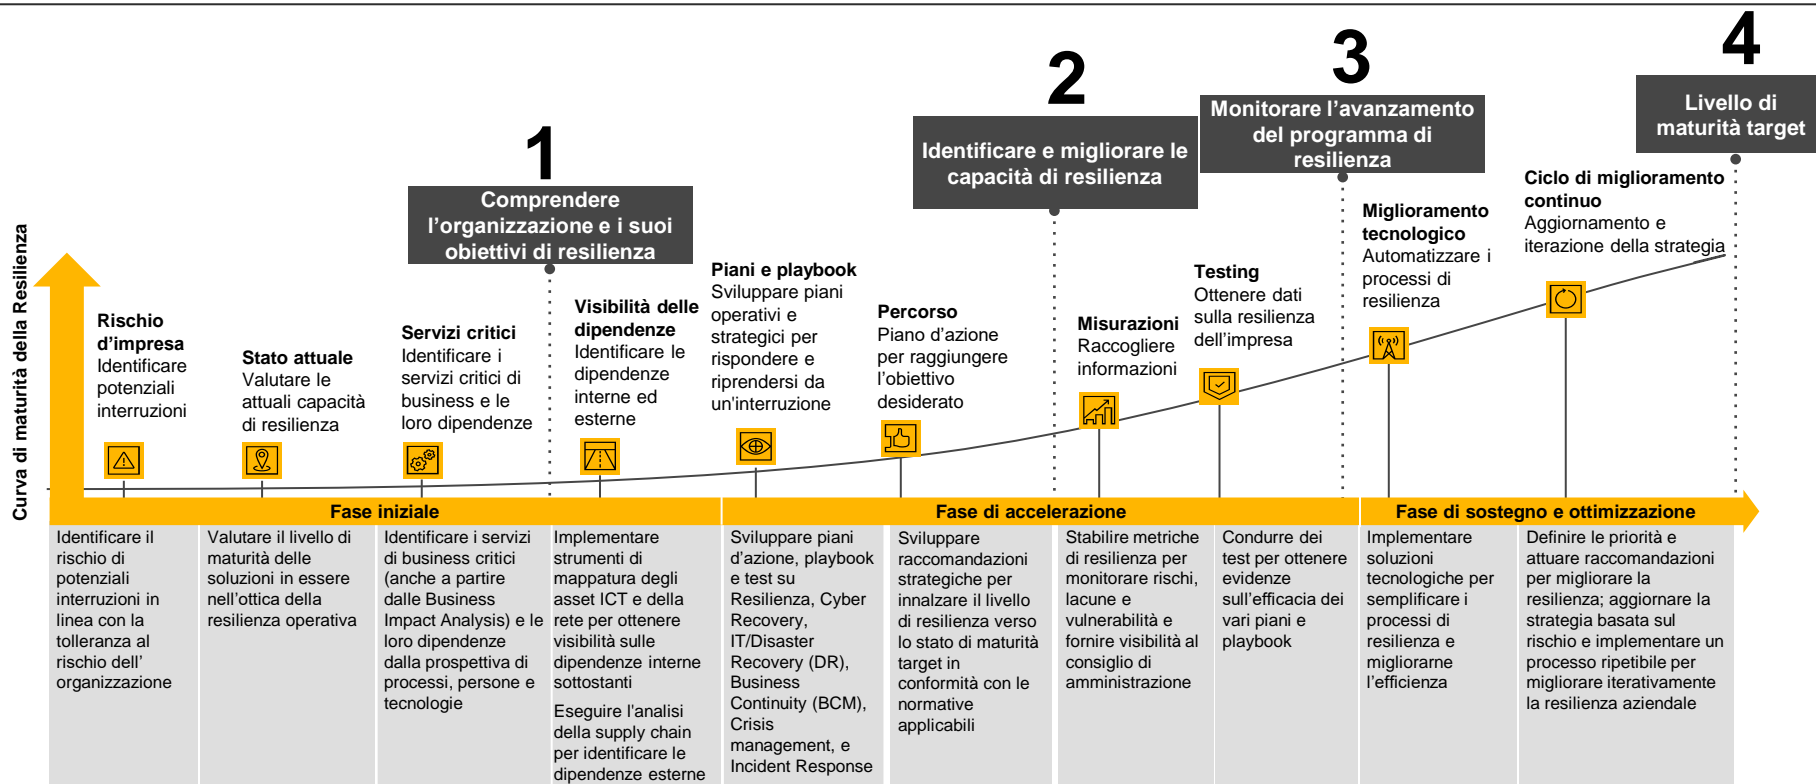 1
Comprendere
l’organizzazione e i suoi
obiettivi di resilienza
2
Identificare e migliorare le
capacità di resilienza
3
Monitorare l’avanzamento
del programma di
resilienza
4
Livello di
maturità target
Curva di maturità della Resilienza
Rischio
d’impresa
Identificare
potenziali
interruzioni
Stato attuale
Valutare le
attuali capacità
di resilienza
Servizi critici
Identificare i
servizi critici di
business e le
loro dipendenze
Visibilità delle
dipendenze
Identificare le
dipendenze
interne ed
esterne
Piani e playbook
Sviluppare piani
operativi e
strategici per
rispondere e
riprendersi da
un'interruzione
Percorso
Piano d’azione
per raggiungere
l’obiettivo
desiderato
Misurazioni
Raccogliere
informazioni
Testing
Ottenere dati
sulla resilienza
dell’impresa
Miglioramento
tecnologico
Automatizzare i
processi di
resilienza
Ciclo di miglioramento
continuo
Aggiornamento e
iterazione della strategia
Fase iniziale
Fase di accelerazione
Fase di sostegno e ottimizzazione
Identificare il
rischio di
potenziali
interruzioni in
linea con la
tolleranza al
rischio dell’
organizzazione
Valutare il livello di
maturità delle
soluzioni in essere
nell’ottica della
resilienza operativa
Identificare i servizi
di business critici
(anche a partire
dalle Business
Impact Analysis) e le
loro dipendenze
dalla prospettiva di
processi, persone e
tecnologie
Implementare
strumenti di
mappatura degli
asset ICT e della
rete per ottenere
visibilità sulle
dipendenze interne
sottostanti
Eseguire l'analisi
della supply chain
per identificare le
dipendenze esterne
Sviluppare piani
d’azione, playbook
e test su
Resilienza, Cyber
Recovery,
IT/Disaster
Recovery (DR),
Business
Continuity (BCM),
Crisis
management, e
Incident Response
Sviluppare
raccomandazioni
strategiche per
innalzare il livello
di resilienza verso
lo stato di maturità
target in
conformità con le
normative
applicabili
Stabilire metriche
di resilienza per
monitorare rischi,
lacune e
vulnerabilità e
fornire visibilità al
consiglio di
amministrazione
Condurre dei
test per ottenere
evidenze
sull’efficacia dei
vari piani e
playbook
Implementare
soluzioni
tecnologiche per
semplificare i
processi di
resilienza e
migliorarne
l’efficienza
Definire le priorità e
attuare raccomandazioni
per migliorare la
resilienza; aggiornare la
strategia basata sul
rischio e implementare un
processo ripetibile per
migliorare iterativamente
la resilienza aziendale